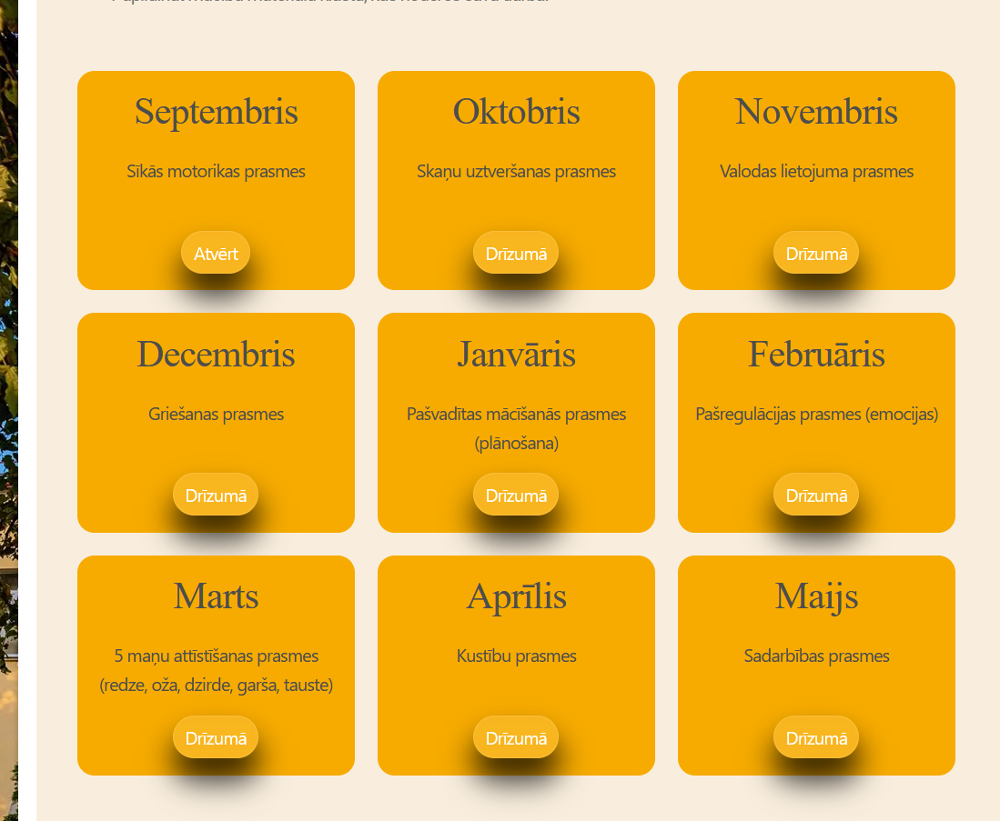 Septembris
Sīkās motorikas prasmes
Atvērt
Oktobris
Skaņu uztveršanas prasmes
Drīzumā
Novembris
Valodas lietojuma prasmes
Drīzumā
Decembris
Griešanas prasmes
Drīzumā
Janvāris
Pašvadītas mācīšanās prasmes
(plānošana)
Drīzumā
Februāris
Pašregulācijas prasmes (emocijas)
Drīzumā
Marts
5 maņu attīstīšanas prasmes
(redze, oža, dzirde, garša, tauste)
Drīzumā
Aprīlis
Kustību prasmes
Drīzumā
Maijs
Sadarbības prasmes
Drīzumā